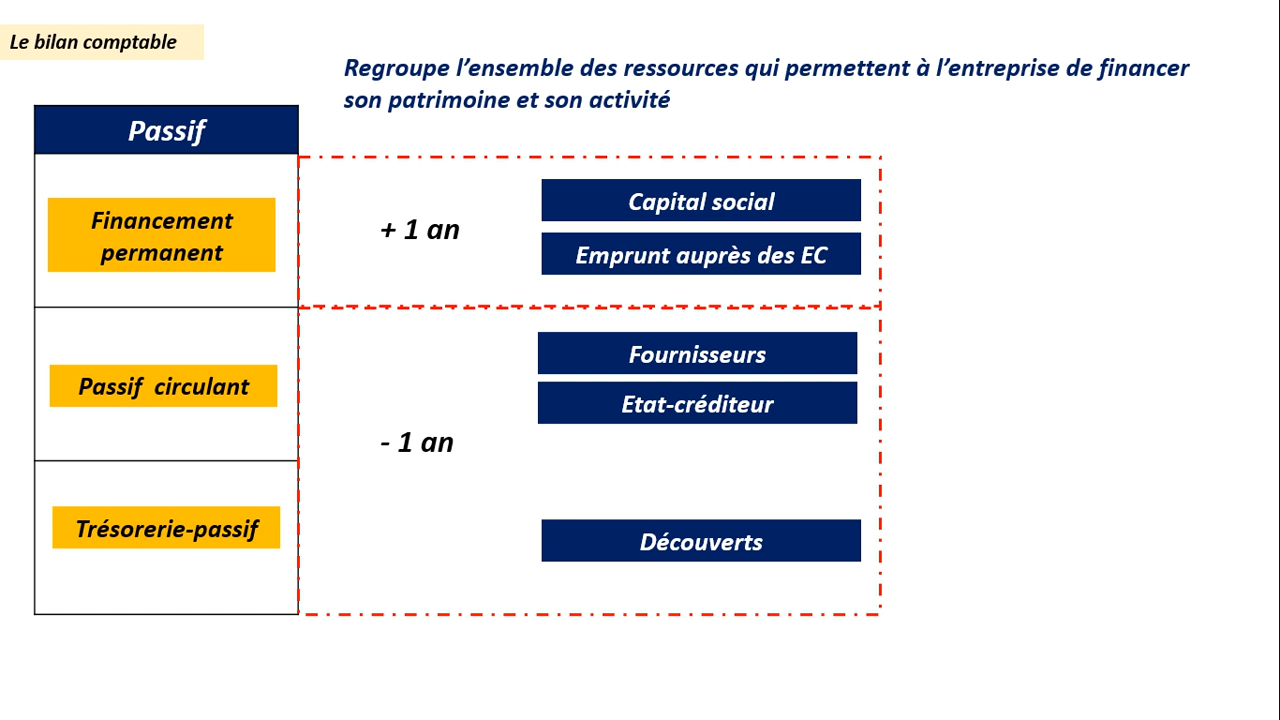 Le bilan comptable
Regroupe l’ensemble des ressources qui permettent à l’entreprise de financer
son patrimoine et son activité
Passif
Financement
permanent
+ 1 an
Capital social
Emprunt auprès des EC
Passif circulant
- 1 an
Fournisseurs
Etat-créditeur
Trésorerie-passif
Découverts